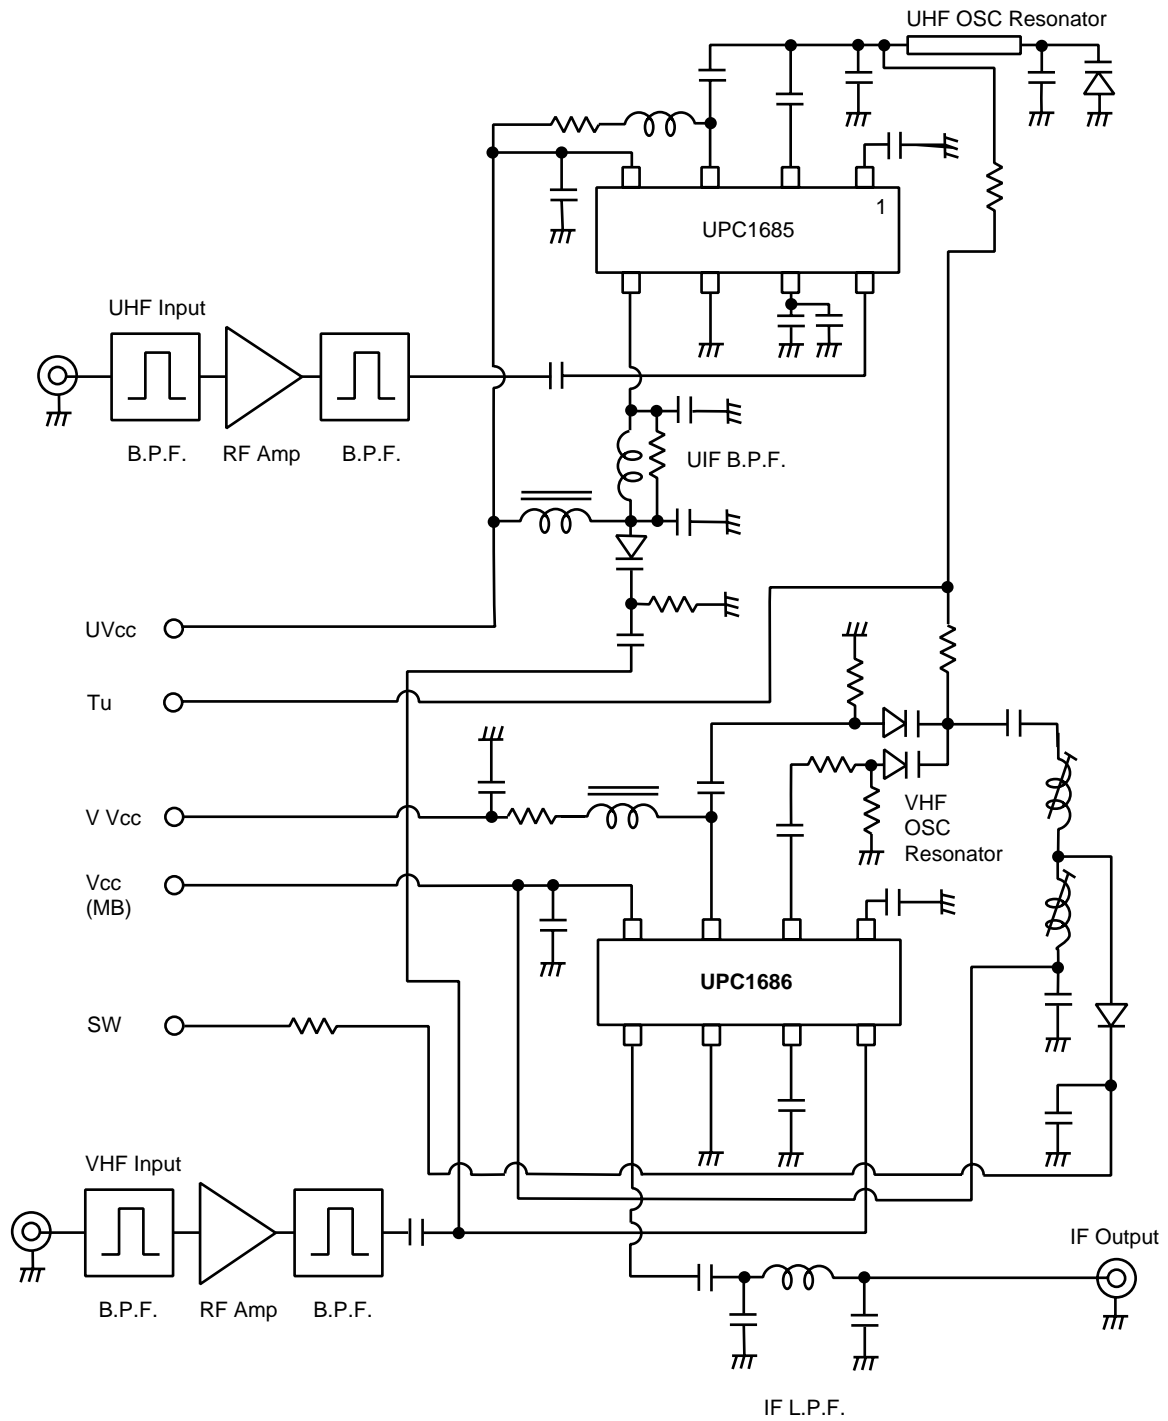 UHF OSC Resonator
1
UPC1685
UHF Input
B.P.F.
RF Amp
B.P.F.
UIF B.P.F.
UVcc
Tu
V Vcc
VHF
OSC
Resonator
Vcc
(MB)
UPC1686
SW
VHF Input
IF Output
B.P.F.
RF Amp
B.P.F.
IF L.P.F.